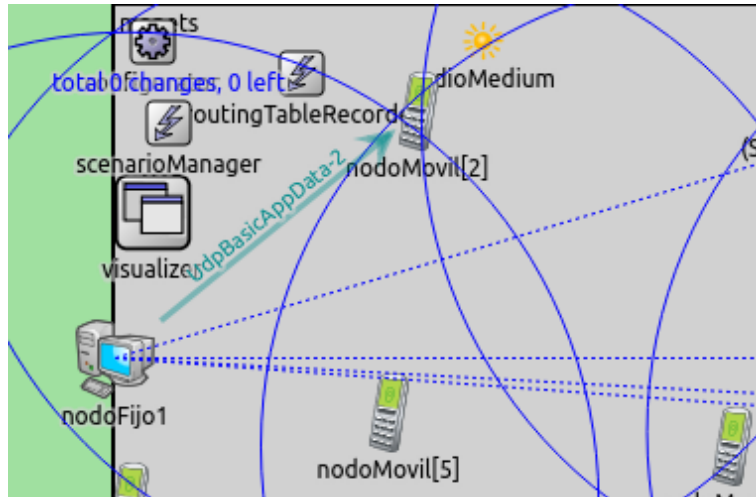 total 0 changes, 0 left
outingTableRecord
dioMedium
scenarioManager
nodoMovil[2]
UdpBasicAppData-2
visualizer
nodoFijo1
nodoMovil[5]